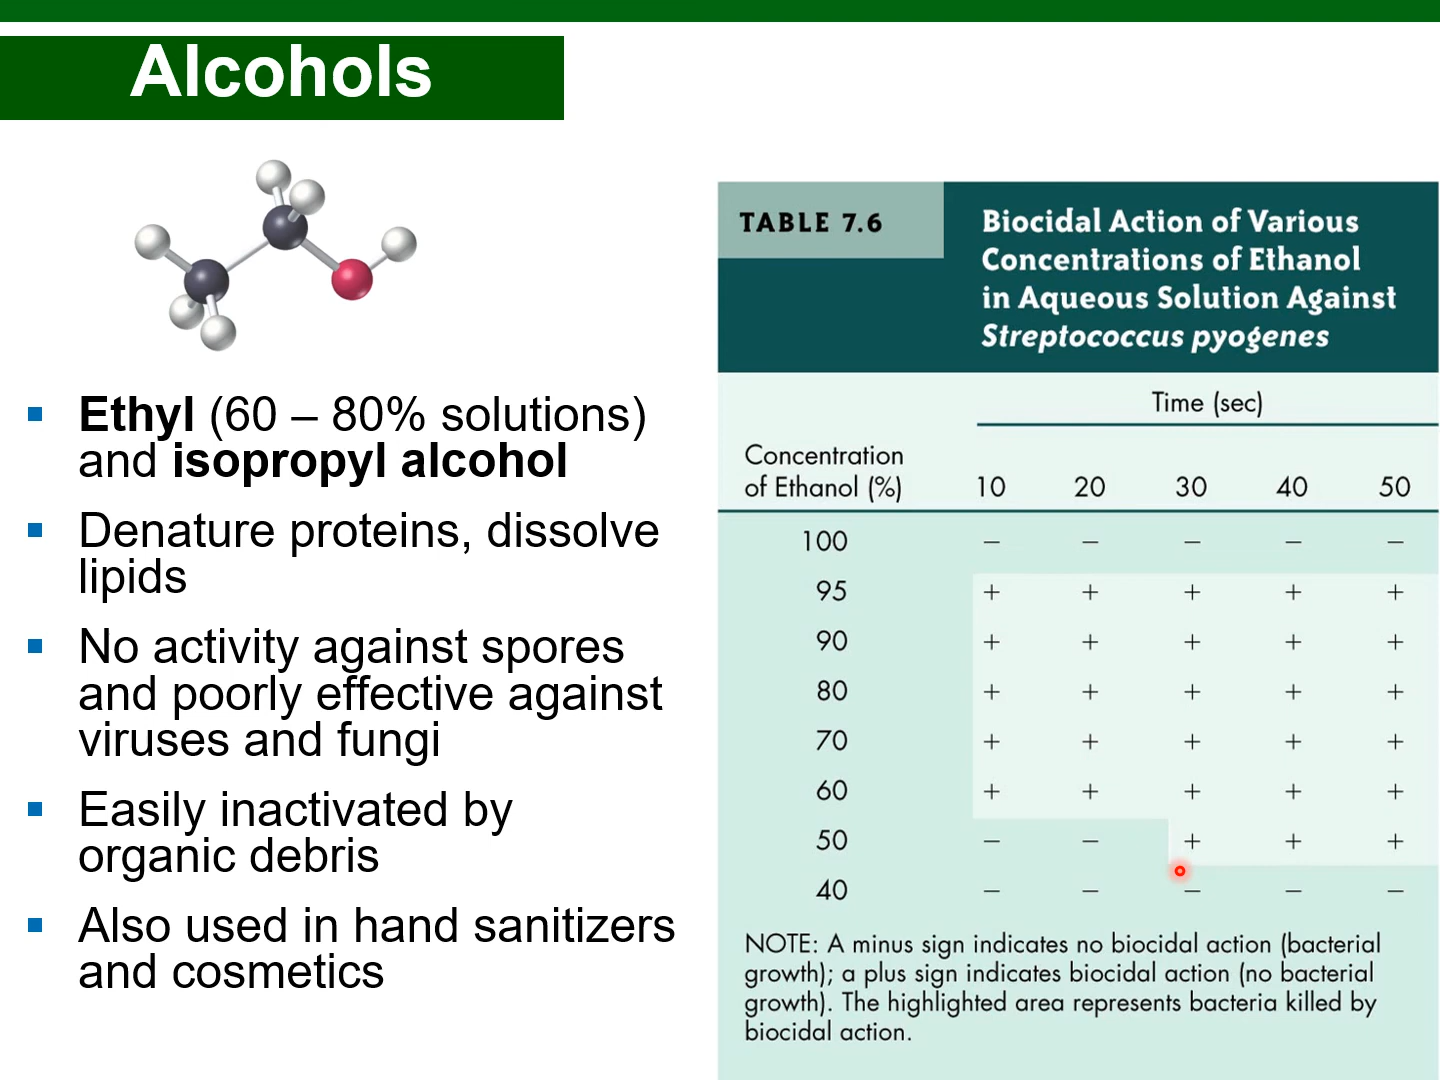 Alcohols
Ethyl (60 – 80% solutions)
and isopropyl alcohol
Denature proteins, dissolve
lipids
No activity against spores
and poorly effective against
viruses and fungi
Easily inactivated by
organic debris
Also used in hand sanitizers
and cosmetics
TABLE 7.6
Biocidal Action of Various
Concentrations of Ethanol
in Aqueous Solution Against
Streptococcus pyogenes
Time (sec)
Concentration
of Ethanol (%) 10 20 30 40 50
100 – – – – –
95 + + + + +
90 + + + + +
80 + + + + +
70 + + + + +
60 + + + + +
50 – – + + +
40 – – – – –
NOTE: A minus sign indicates no biocidal action (bacterial
growth); a plus sign indicates biocidal action (no bacterial
growth). The highlighted area represents bacteria killed by
biocidal action.